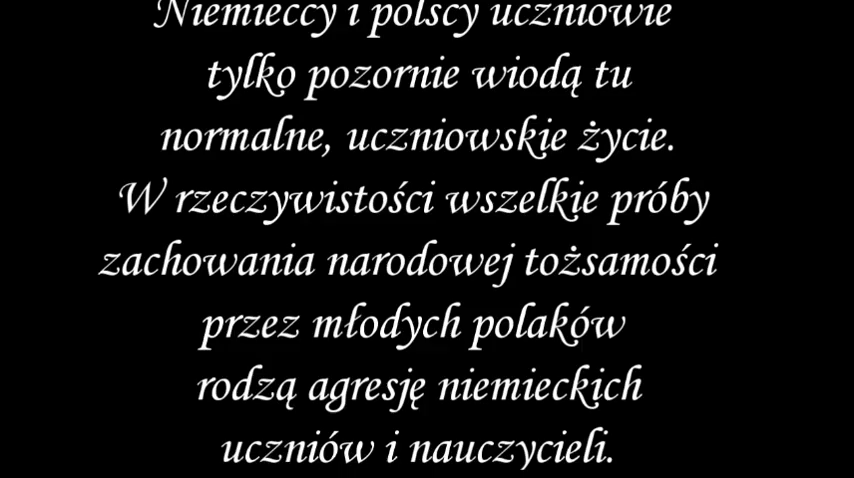 Niemieccy i polscy uczniowie
tylko pozornie wiodą tu
normalne, uczniowskie życie.
W rzeczywistości wszelkie próby
zachowania narodowej tożsamości
przez młodych polaków
rodzą agresję niemieckich
uczniów i nauczycieli.